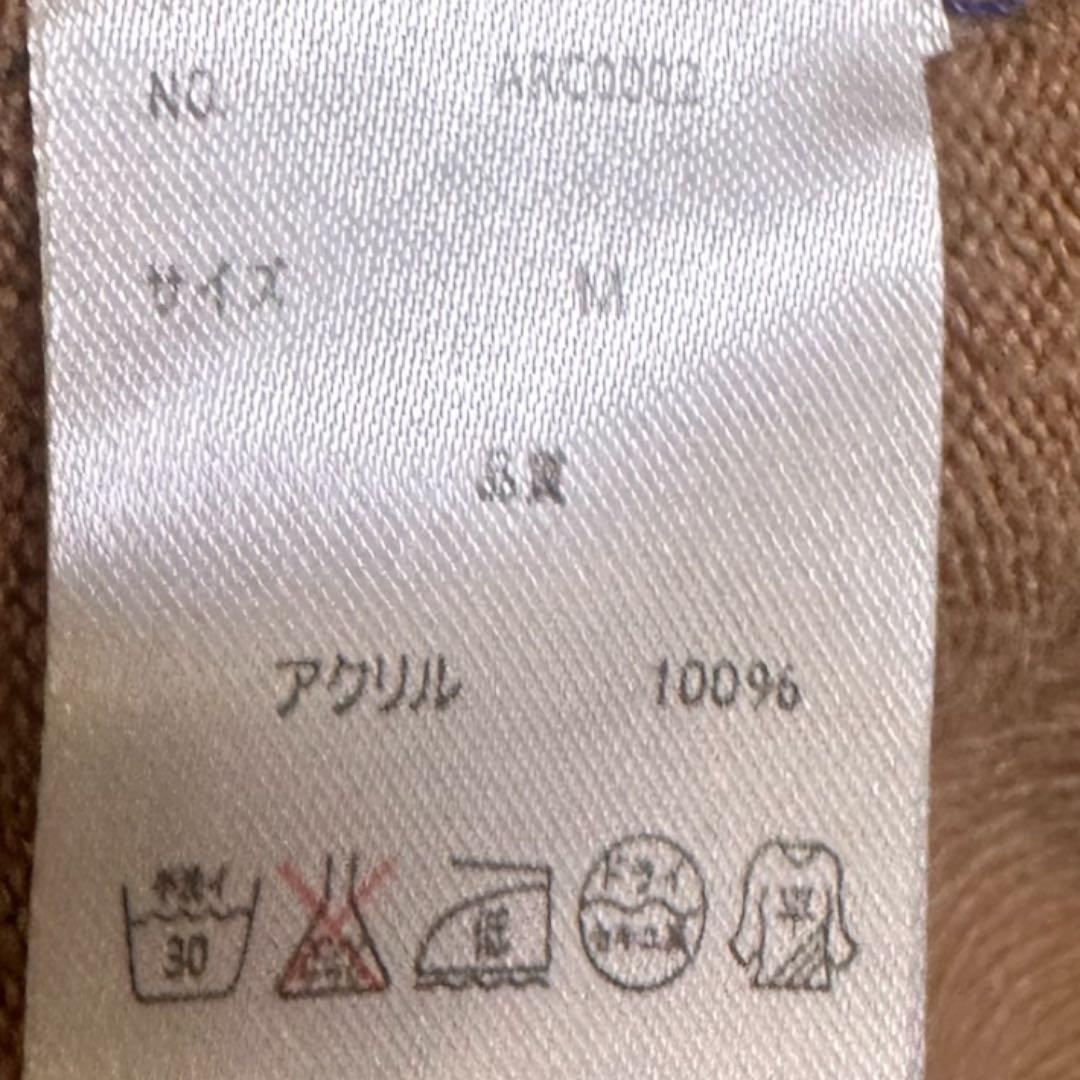 NO. ARC0002
サイズ M
品質
アクリル 100%
手洗イ 30 低 ドライ セキユ系 平